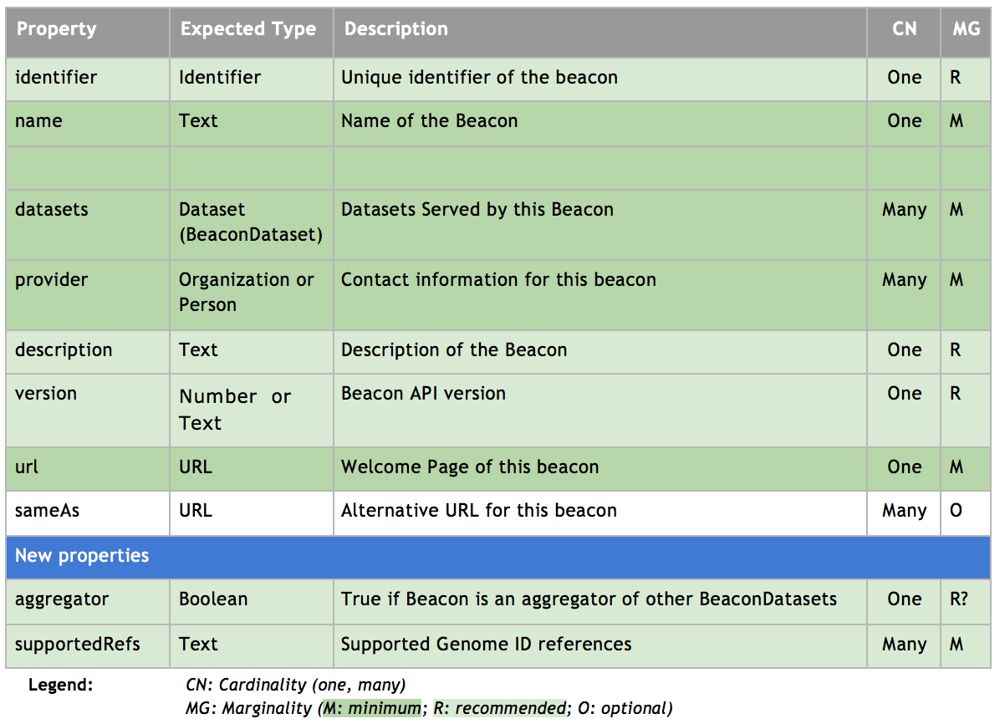 Property Expected Type Description CN MG
identifier Identifier Unique identifier of the beacon One R
name Text Name of the Beacon One M
datasets Dataset Datasets Served by this Beacon Many M
(BeaconDataset)
provider Organization or Contact information for this beacon Many M
Person
description Text Description of the Beacon One R
version Number or Beacon API version One R
Text
url URL Welcome Page of this beacon One M
sameAs URL Alternative URL for this beacon Many O
New properties
aggregator Boolean True if Beacon is an aggregator of other BeaconDatasets One R?
supportedRefs Text Supported Genome ID references Many M
Legend: CN: Cardinality (one, many)
MG: Marginality (M: minimum; R: recommended; O: optional)